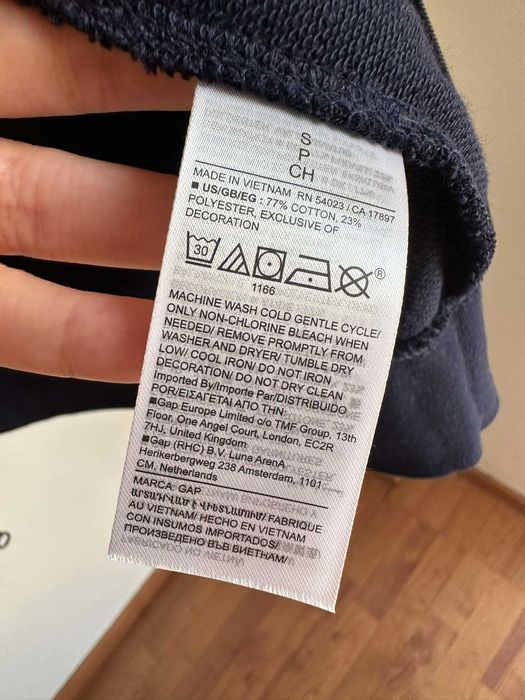 S
P
CH
MADE IN VIETNAM RN 54023 / CA 17897
■ US/GB/EG : 77% COTTON, 23%
POLYESTER, EXCLUSIVE OF
DECORATION
30
®
1166
MACHINE WASH COLD GENTLE CYCLE/
ONLY NON-CHLORINE BLEACH WHEN
NEEDED/ REMOVE PROMPTLY FROM
WASHER AND DRYER/ TUMBLE DRY
LOW/ COOL IRON/ DO NOT IRON
DECORATION/ DO NOT DRY CLEAN
Imported By/Importe Par/DISTRIBUIDO
POR/ΕΙΣΑΓΕΤΑΙ ΑΠΟ ΤΗΝ:
■Gap Europe Limited c/o TMF Group, 13th
Floor, One Angel Court, London, EC2R
7HJ, United Kingdom
■Gap (RHC) B.V. Luna ArenA
Herikerbergweg 238 Amsterdam, 1101
CM, Netherlands
MARCA: GAP
FABRIQUE
AU VIETNAM/ HECHO EN VIETNAM
CON INSUMOS IMPORTADOS/
ПРОИЗВЕДЕНО ВЪВ ВИЕТНАМ/